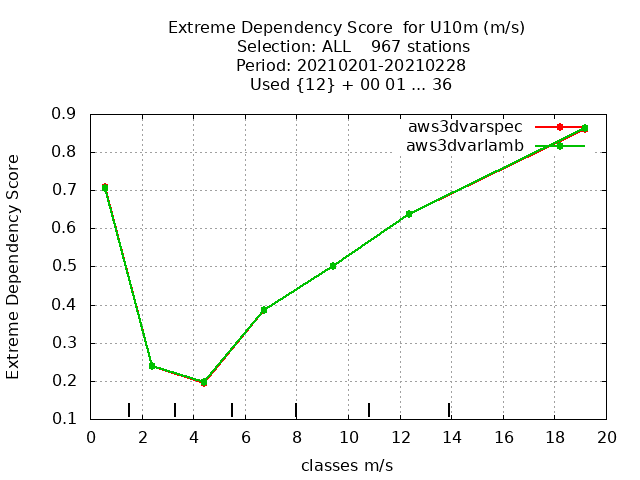 Extreme Dependency Score  for U10m (m/s)
Selection: ALL    967 stations
Period: 20210201-20210228
Used {12} + 00 01 ... 36
aws3dvarspec
aws3dvarlamb
Extreme Dependency Score
0.9
0.8
0.7
0.6
0.5
0.4
0.3
0.2
0.1
0 2 4 6 8 10 12 14 16 18 20
classes m/s